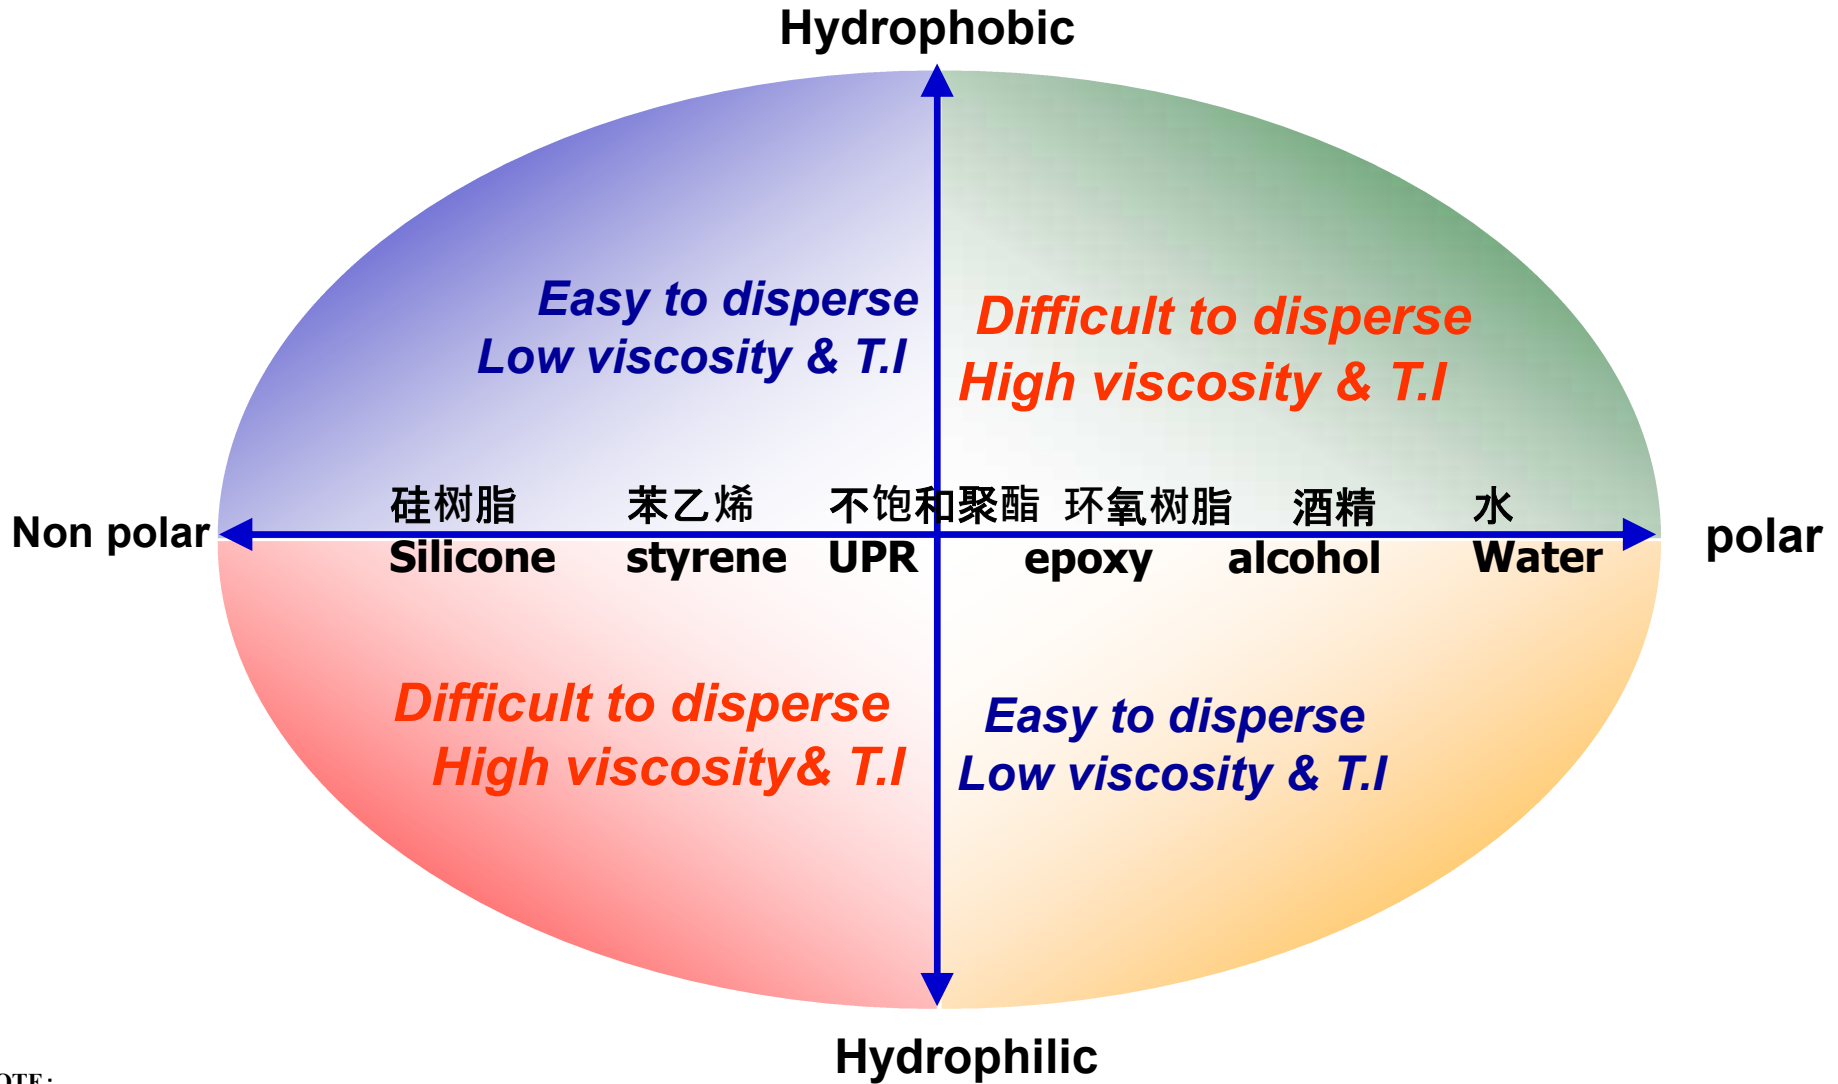 Hydrophobic
Easy to disperse
Low viscosity & T.I
Difficult to disperse
High viscosity & T.I
硅树脂 苯乙烯 不饱和聚酯 环氧树脂 酒精 水
Non polar
polar
Silicone styrene UPR epoxy alcohol Water
Difficult to disperse
High viscosity& T.I
Easy to disperse
Low viscosity & T.I
Hydrophilic